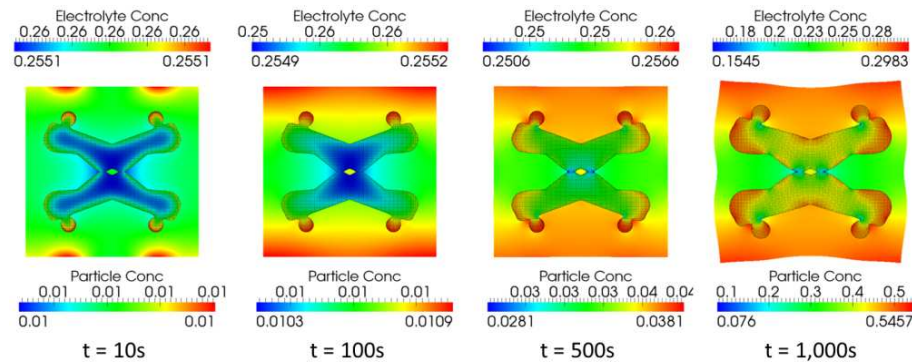 Electrolyte Conc
0.26 0.26 0.26 0.26
0.2551 0.2551
Particle Conc
0.01 0.01 0.01 0.01
0.01 0.01
t = 10s
Electrolyte Conc
0.25 0.26 0.26
0.2549 0.2552
Particle Conc
0.01 0.01 0.01
0.0103 0.0109
t = 100s
Electrolyte Conc
0.25 0.26 0.26
0.2506 0.2566
Particle Conc
0.03 0.03 0.03 0.04 0.04
0.0281 0.0381
t = 500s
Electrolyte Conc
0.18 0.2 0.23 0.25 0.28
0.1545 0.2983
Particle Conc
0.1 0.2 0.3 0.4 0.5
0.076 0.5457
t = 1,000s